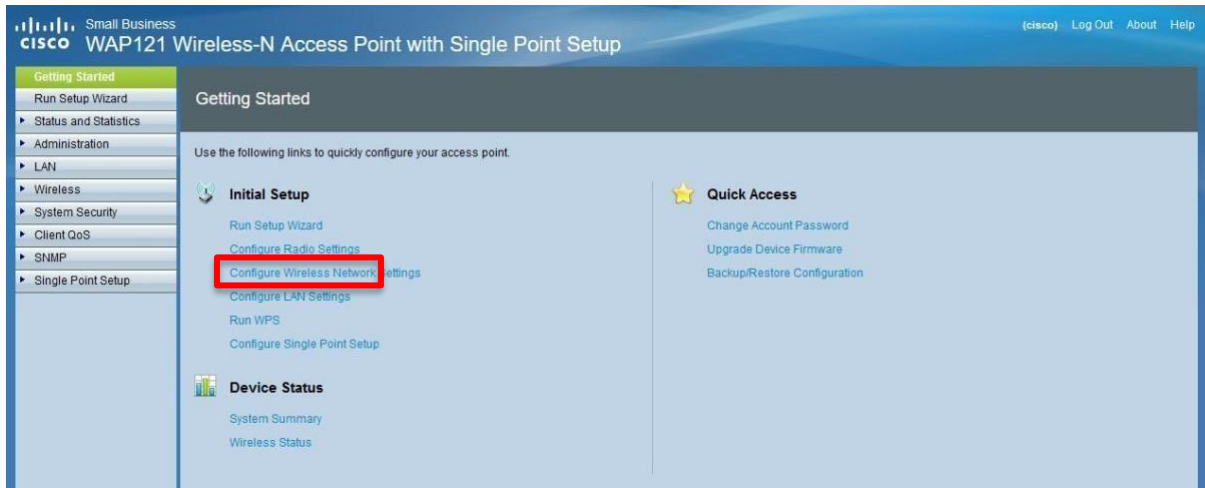 Small Business
(cisco) Log Out About Help
CISCO WAP121 Wireless-N Access Point with Single Point Setup
Getting Started
Run Setup Wizard
Status and Statistics
Administration
LAN
Wireless
System Security
Client QoS
SNMP
Single Point Setup
Getting Started
Use the following links to quickly configure your access point.
Initial Setup
Run Setup Wizard
Configure Radio Settings
Configure Wireless Network Settings
Configure LAN Settings
Run WPS
Configure Single Point Setup
Device Status
System Summary
Wireless Status
Quick Access
Change Account Password
Upgrade Device Firmware
Backup/Restore Configuration